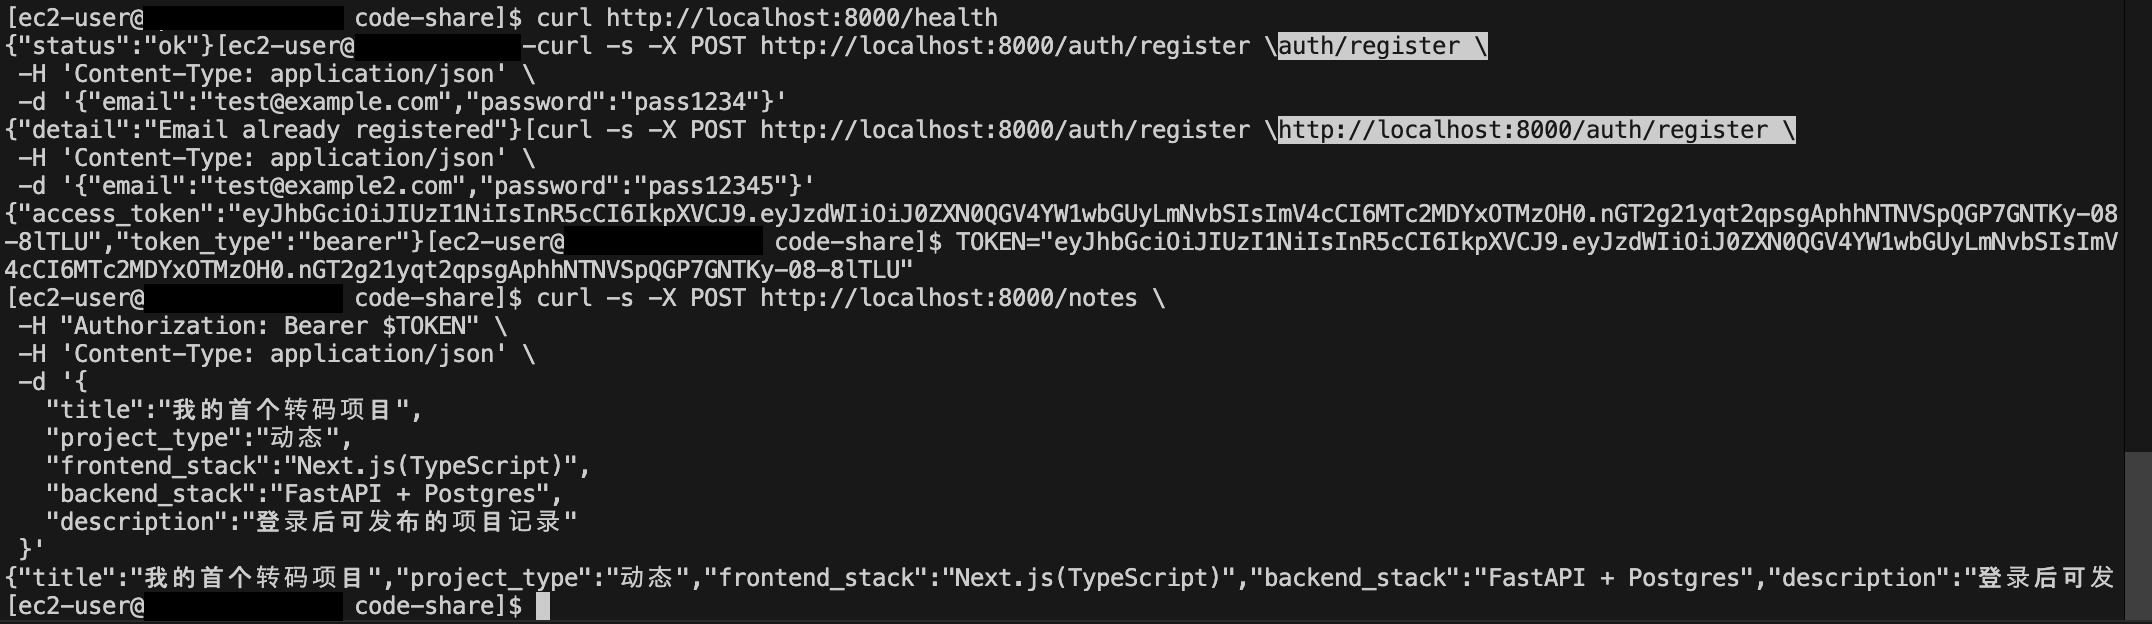 [ec2-user@ code-share]$ curl http://localhost:8000/health
{"status":"ok"}[ec2-user@ -curl -s -X POST http://localhost:8000/auth/register \auth/register \
-H 'Content-Type: application/json' \
-d '{"email":"test@example.com","password":"pass1234"}'
{"detail":"Email already registered"}[curl -s -X POST http://localhost:8000/auth/register \http://localhost:8000/auth/register \
-H 'Content-Type: application/json' \
-d '{"email":"test@example2.com","password":"pass12345"}'
{"access_token":"eyJhbGciOiJIUzI1NiIsInR5cCI6IkpXVCJ9.eyJzdWIiOiJ0ZXN0QGV4YW1wbGUyLmNvbSIsImV4cCI6MTc2MDYxOTMzOH0.nGT2g21yqt2qpsgAphhNTNVSpQGP7GNTKy-08
-8lTLU","token_type":"bearer"}[ec2-user@ code-share]$ TOKEN="eyJhbGciOiJIUzI1NiIsInR5cCI6IkpXVCJ9.eyJzdWIiOiJ0ZXN0QGV4YW1wbGUyLmNvbSIsImV
4cCI6MTc2MDYxOTMzOH0.nGT2g21yqt2qpsgAphhNTNVSpQGP7GNTKy-08-8lTLU"
[ec2-user@ code-share]$ curl -s -X POST http://localhost:8000/notes \
-H "Authorization: Bearer $TOKEN" \
-H 'Content-Type: application/json' \
-d '{
"title":"我的首个转码项目",
"project_type":"动态",
"frontend_stack":"Next.js(TypeScript)",
"backend_stack":"FastAPI + Postgres",
"description":"登录后可发布的项目记录"
}'
{"title":"我的首个转码项目","project_type":"动态","frontend_stack":"Next.js(TypeScript)","backend_stack":"FastAPI + Postgres","description":"登录后可发
[ec2-user@ code-share]$